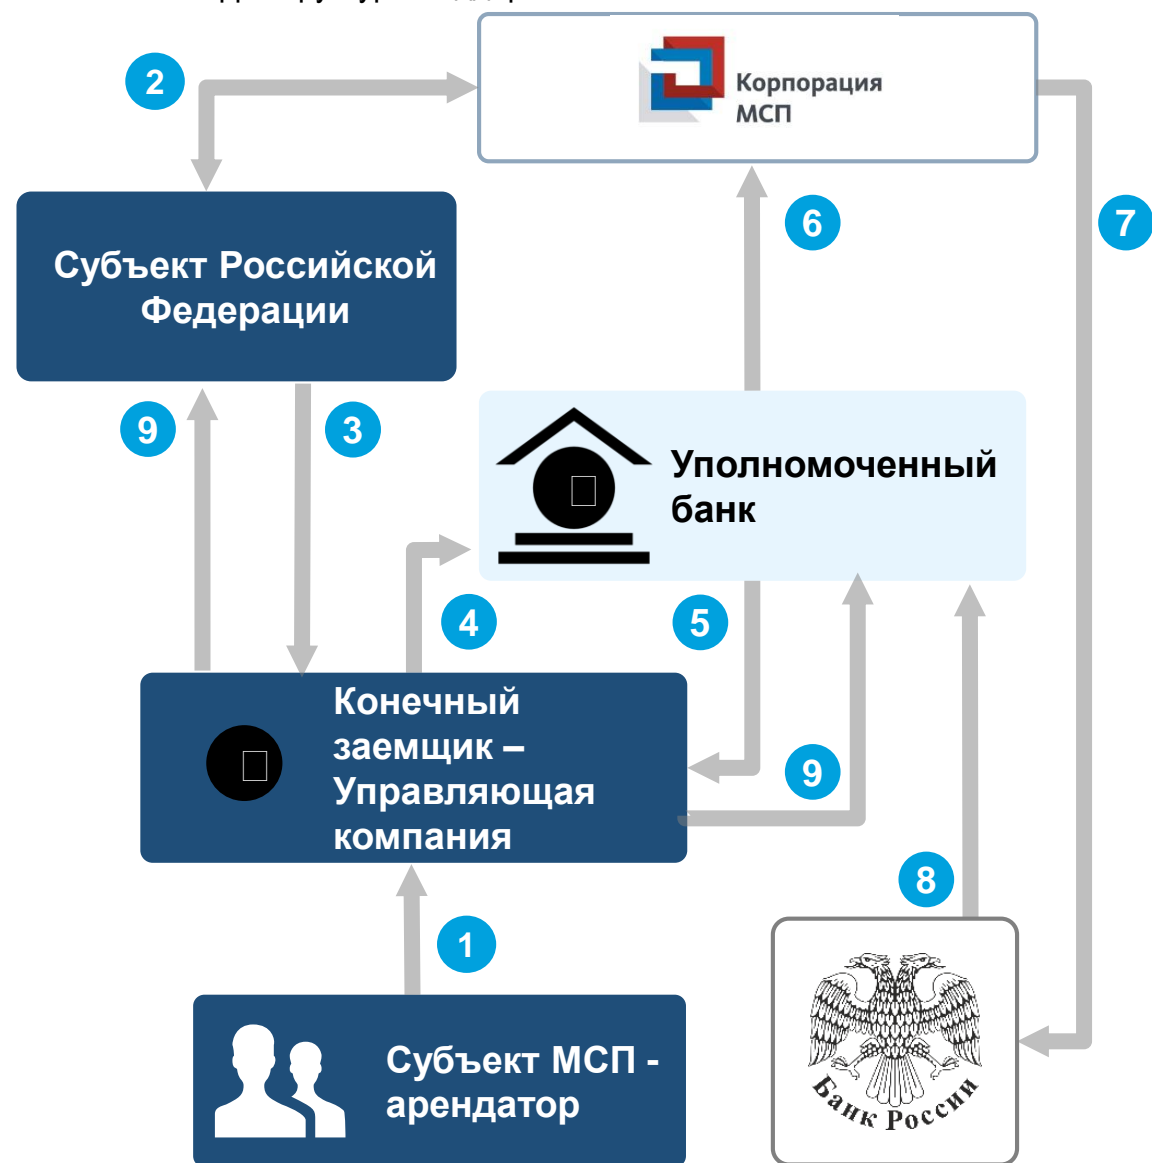 2
Корпорация
МСП
6
7
Субъект Российской
Федерации
9
3
Уполномоченный
банк
4
5
Конечный
заемщик –
Управляющая
компания
9
8
1
Субъект МСП -
арендатор
Банк России